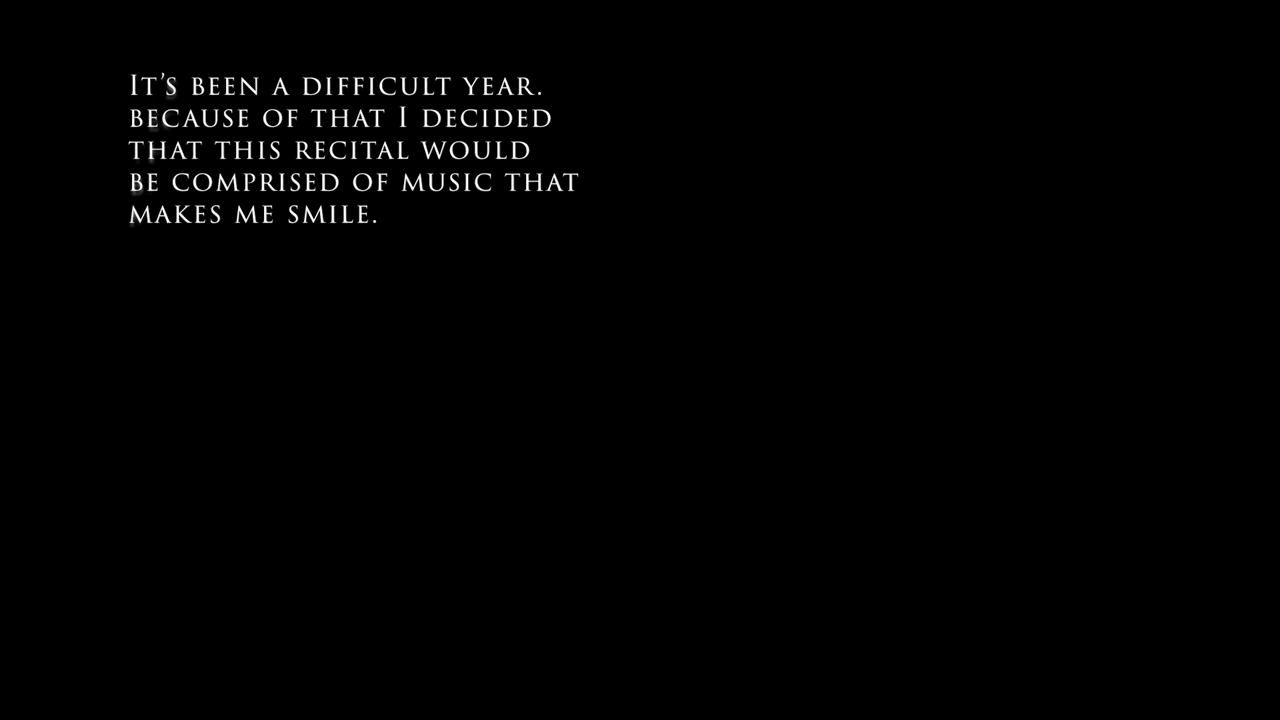 It's been a difficult year.
because of that I decided
that this recital would
be comprised of music that
makes me smile.